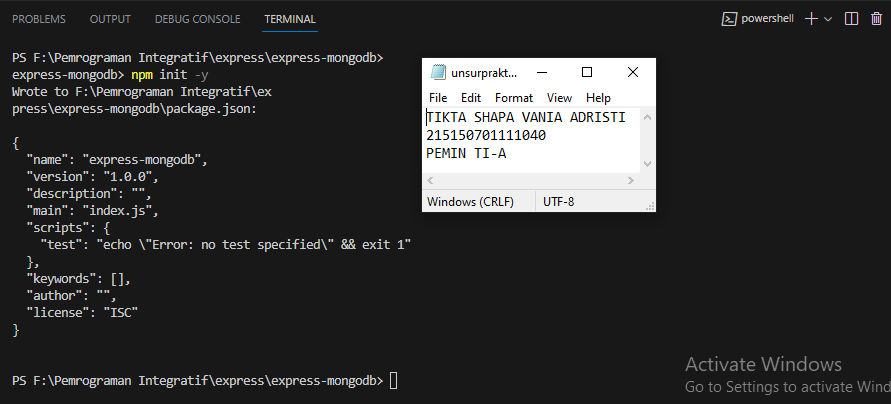 PROBLEMS OUTPUT DEBUG CONSOLE TERMINAL powershell
PS F:\Pemrograman Integratif\express\express-mongodb>
express-mongodb> npm init -y
Wrote to F:\Pemrograman Integratif\ex
press\express-mongodb\package.json:
{
"name": "express-mongodb",
"version": "1.0.0",
"description": "",
"main": "index.js",
"scripts": {
"test": "echo \"Error: no test specified\" && exit 1"
},
"keywords": [],
"author": "",
"license": "ISC"
}
PS F:\Pemrograman Integratif\express\express-mongodb>
unsurprakt...
File Edit Format View Help
TIKTA SHAPA VANIA ADRISTI
215150701111040
PEMIN TI-A
Windows (CRLF) UTF-8
Activate Windows
Go to Settings to activate Wind